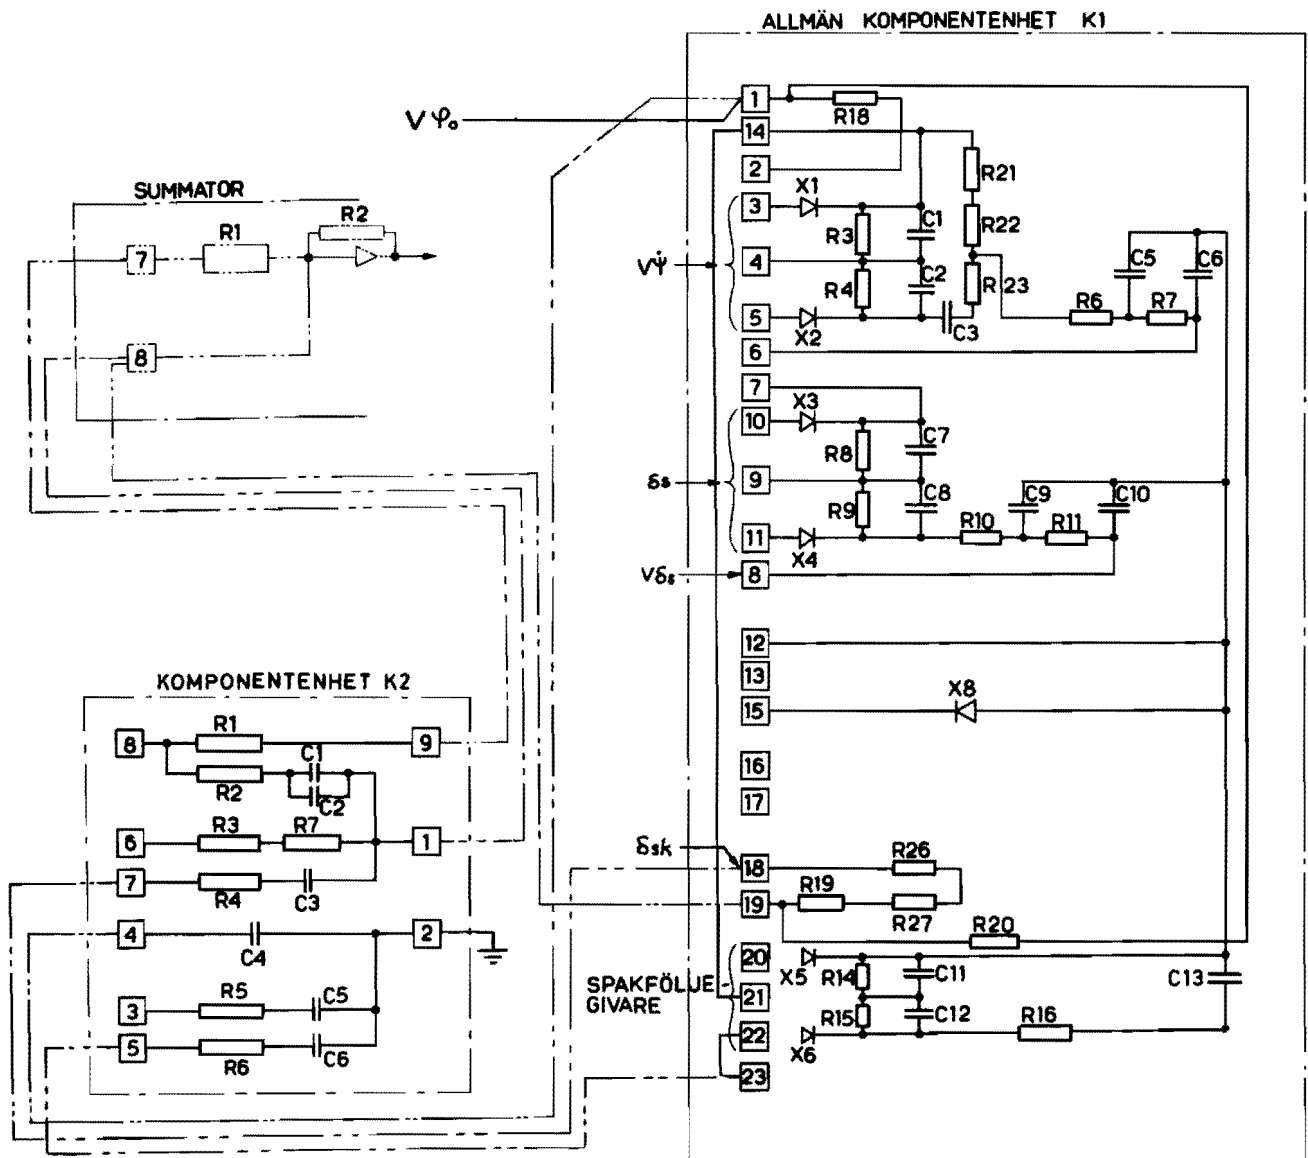 ALLMÄN KOMPONENTENHET K1
1
R18
Vφ₀
14
2
R21
SUMMATOR
X1
3
R2
R1
R3
C1
R22
7
4
Vψ̇
C2
C5
C6
R4
R23
R6
R7
5
X2
C3
8
6
7
X3
10
C7
R8
δs
9
C8
C9
C10
R9
R10
R11
11
X4
Vδs
8
12
KOMPONENTENHET K2
13
X8
R1
15
8
9
C1
R2
C2
16
17
R3
R7
6
1
δsk
18
R26
7
R4
C3
19
R19
R27
4
C4
2
R20
20
X5
R14
C11
C13
SPAKFÖLJE-
GIVARE
21
R5
C5
3
R15
C12
R16
22
5
R6
C6
X6
23